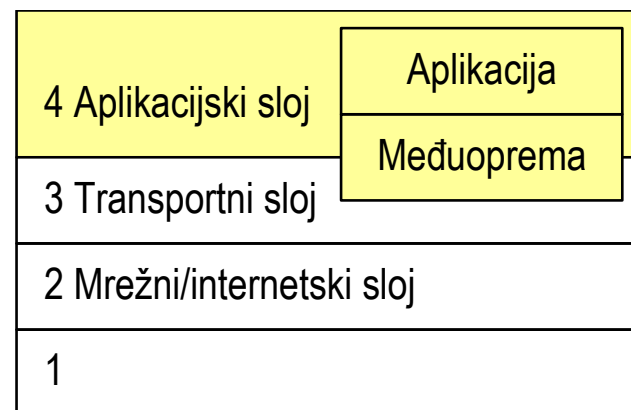 4 Aplikacijski sloj
Aplikacija
Međuoprema
3 Transportni sloj
2 Mrežni/internetski sloj
1